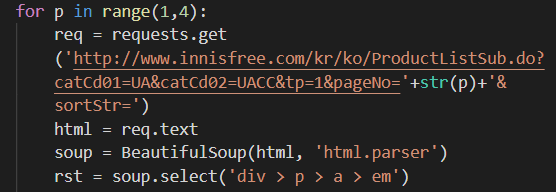 for p in range(1,4):
    req = requests.get
    ('http://www.innisfree.com/kr/ko/ProductListSub.do?
    catCd01=UA&catCd02=UACC&tp=1&pageNo='+str(p)+'&
    sortStr=')
    html = req.text
    soup = BeautifulSoup(html, 'html.parser')
    rst = soup.select('div > p > a > em')